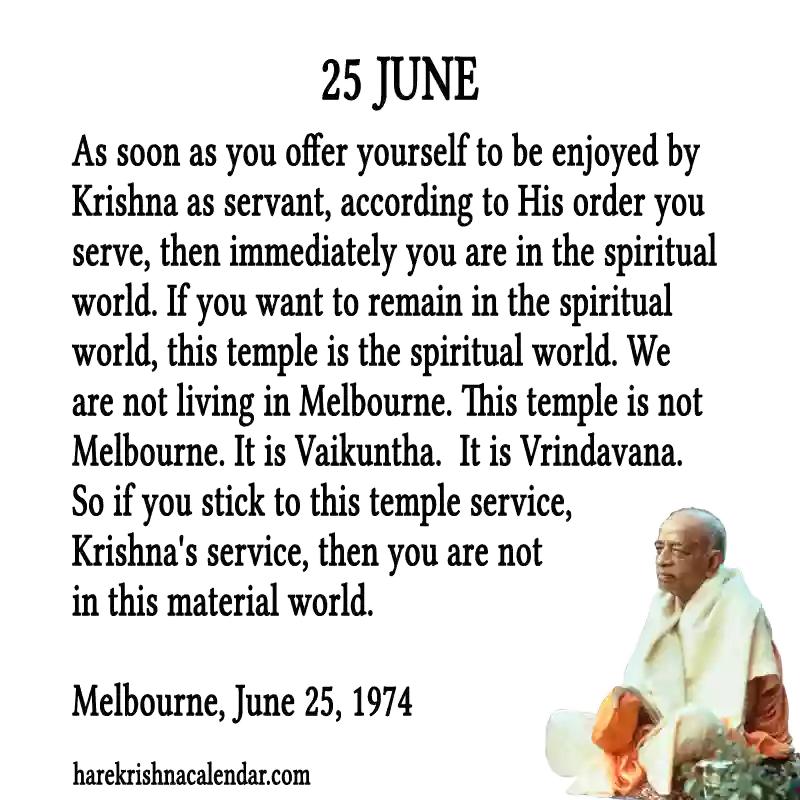 25 JUNE
As soon as you offer yourself to be enjoyed by
Krishna as servant, according to His order you
serve, then immediately you are in the spiritual
world. If you want to remain in the spiritual
world, this temple is the spiritual world. We
are not living in Melbourne. This temple is not
Melbourne. It is Vaikuntha.  It is Vrindavana.
So if you stick to this temple service,
Krishna's service, then you are not
in this material world.
Melbourne, June 25, 1974
harekrishnacalendar.com